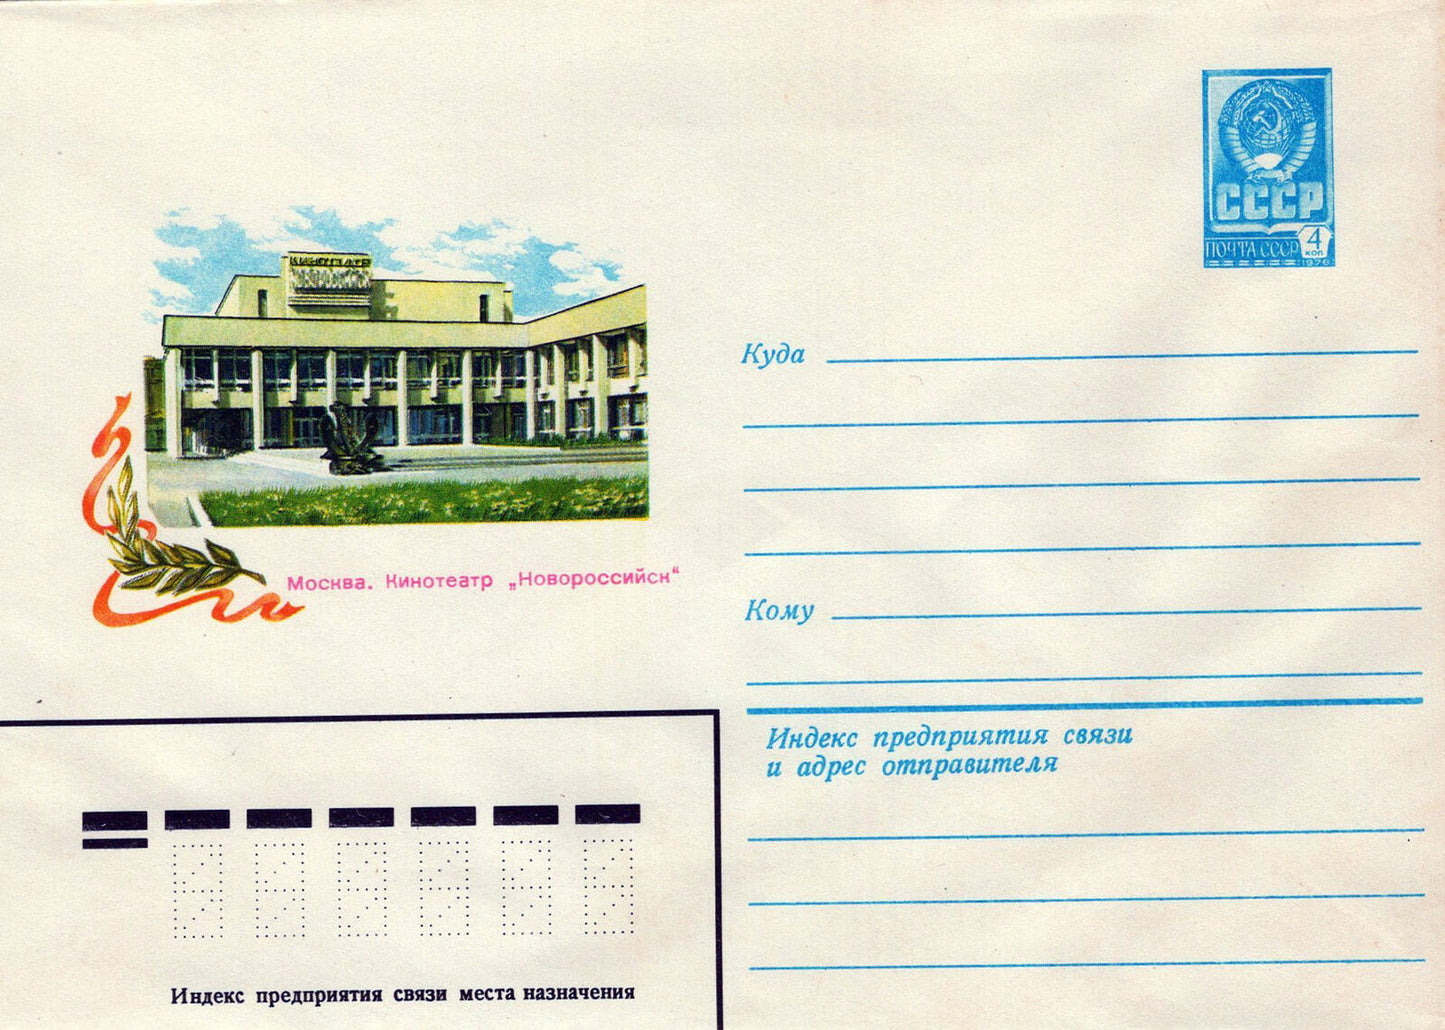 КИНОТЕАТР
СССР
ПОЧТА СССР
4
коп
1976
Куда
Москва. Кинотеатр „Новороссийск“
Кому
Индекс предприятия связи
и адрес отправителя
Индекс предприятия связи места назначения